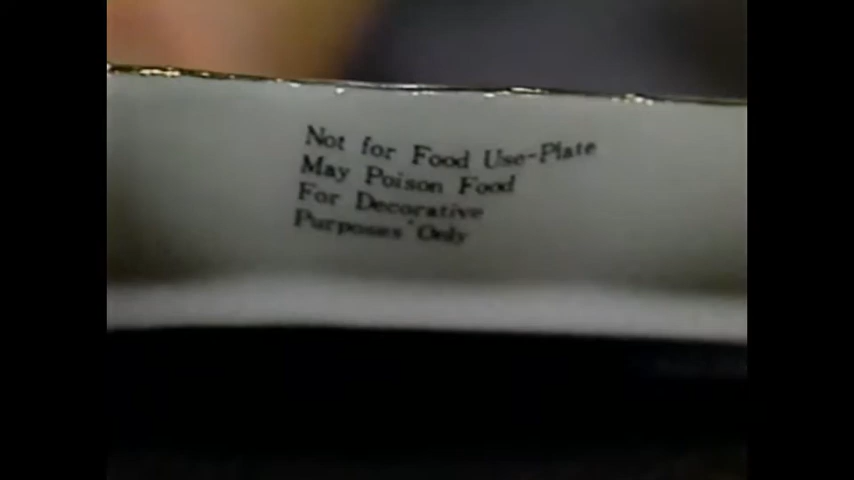 Not for Food Use-Plate
May Poison Food
For Decorative
Purposes Only